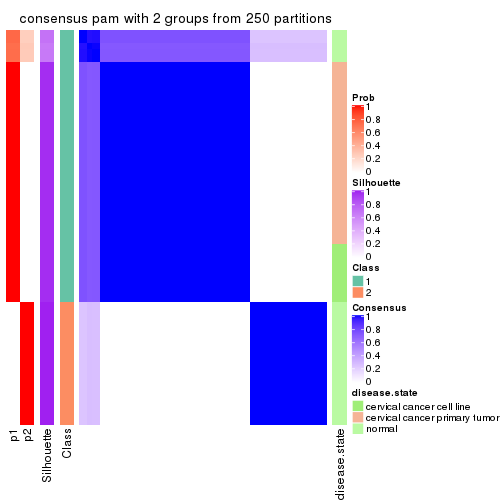 consensus pam with 2 groups from 250 partitions
Prob
1
0.8
0.6
0.4
0.2
0
Silhouette
1
0.8
0.6
0.4
0.2
0
Class
1
2
Consensus
1
0.8
0.6
0.4
0.2
0
disease.state
cervical cancer cell line
cervical cancer primary tumor
normal
p1
p2
Silhouette
Class
disease.state